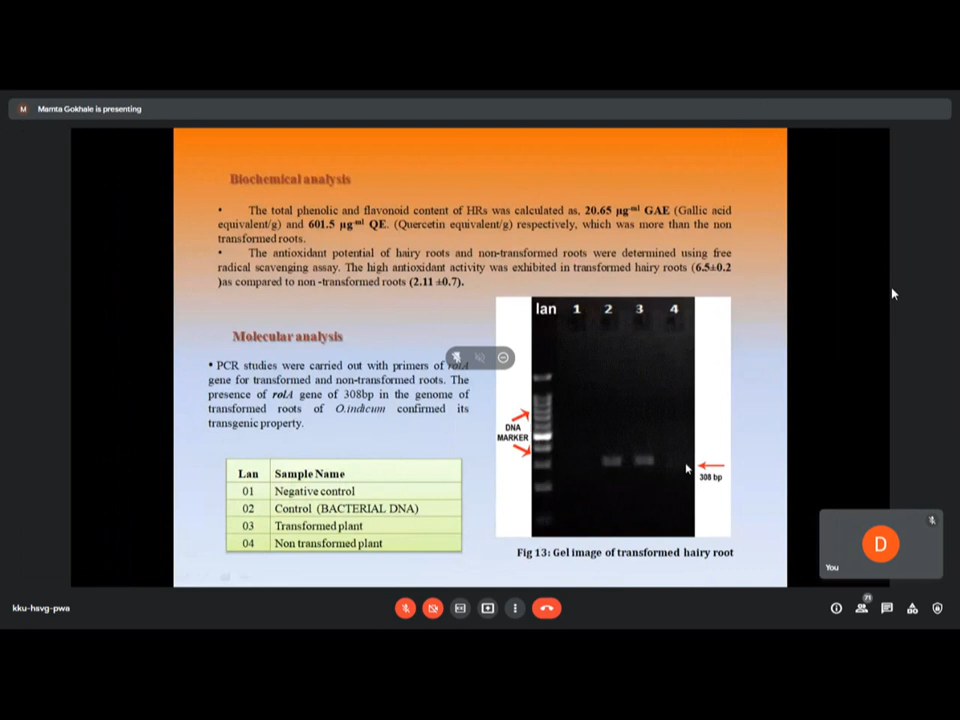 M Mamta Gokhale is presenting
Biochemical analysis
• The total phenolic and flavonoid content of HRs was calculated as, 20.65 µg-ml GAE (Gallic acid
equivalent/g) and 601.5 µg-ml QE. (Quercetin equivalent/g) respectively, which was more than the non
transformed roots.
• The antioxidant potential of hairy roots and non-transformed roots were determined using free
radical scavenging assay. The high antioxidant activity was exhibited in transformed hairy roots (6.5±0.2
)as compared to non -transformed roots (2.11 ±0.7).
Molecular analysis
• PCR studies were carried out with primers of rolA
gene for transformed and non-transformed roots. The
presence of rolA gene of 308bp in the genome of
transformed roots of O.indicum confirmed its
transgenic property.
Lan Sample Name
01 Negative control
02 Control (BACTERIAL DNA)
03 Transformed plant
04 Non transformed plant
lan 1 2 3 4
DNA
MARKER
308 bp
Fig 13: Gel image of transformed hairy root
D
You
kku-hsvg-pwa
71